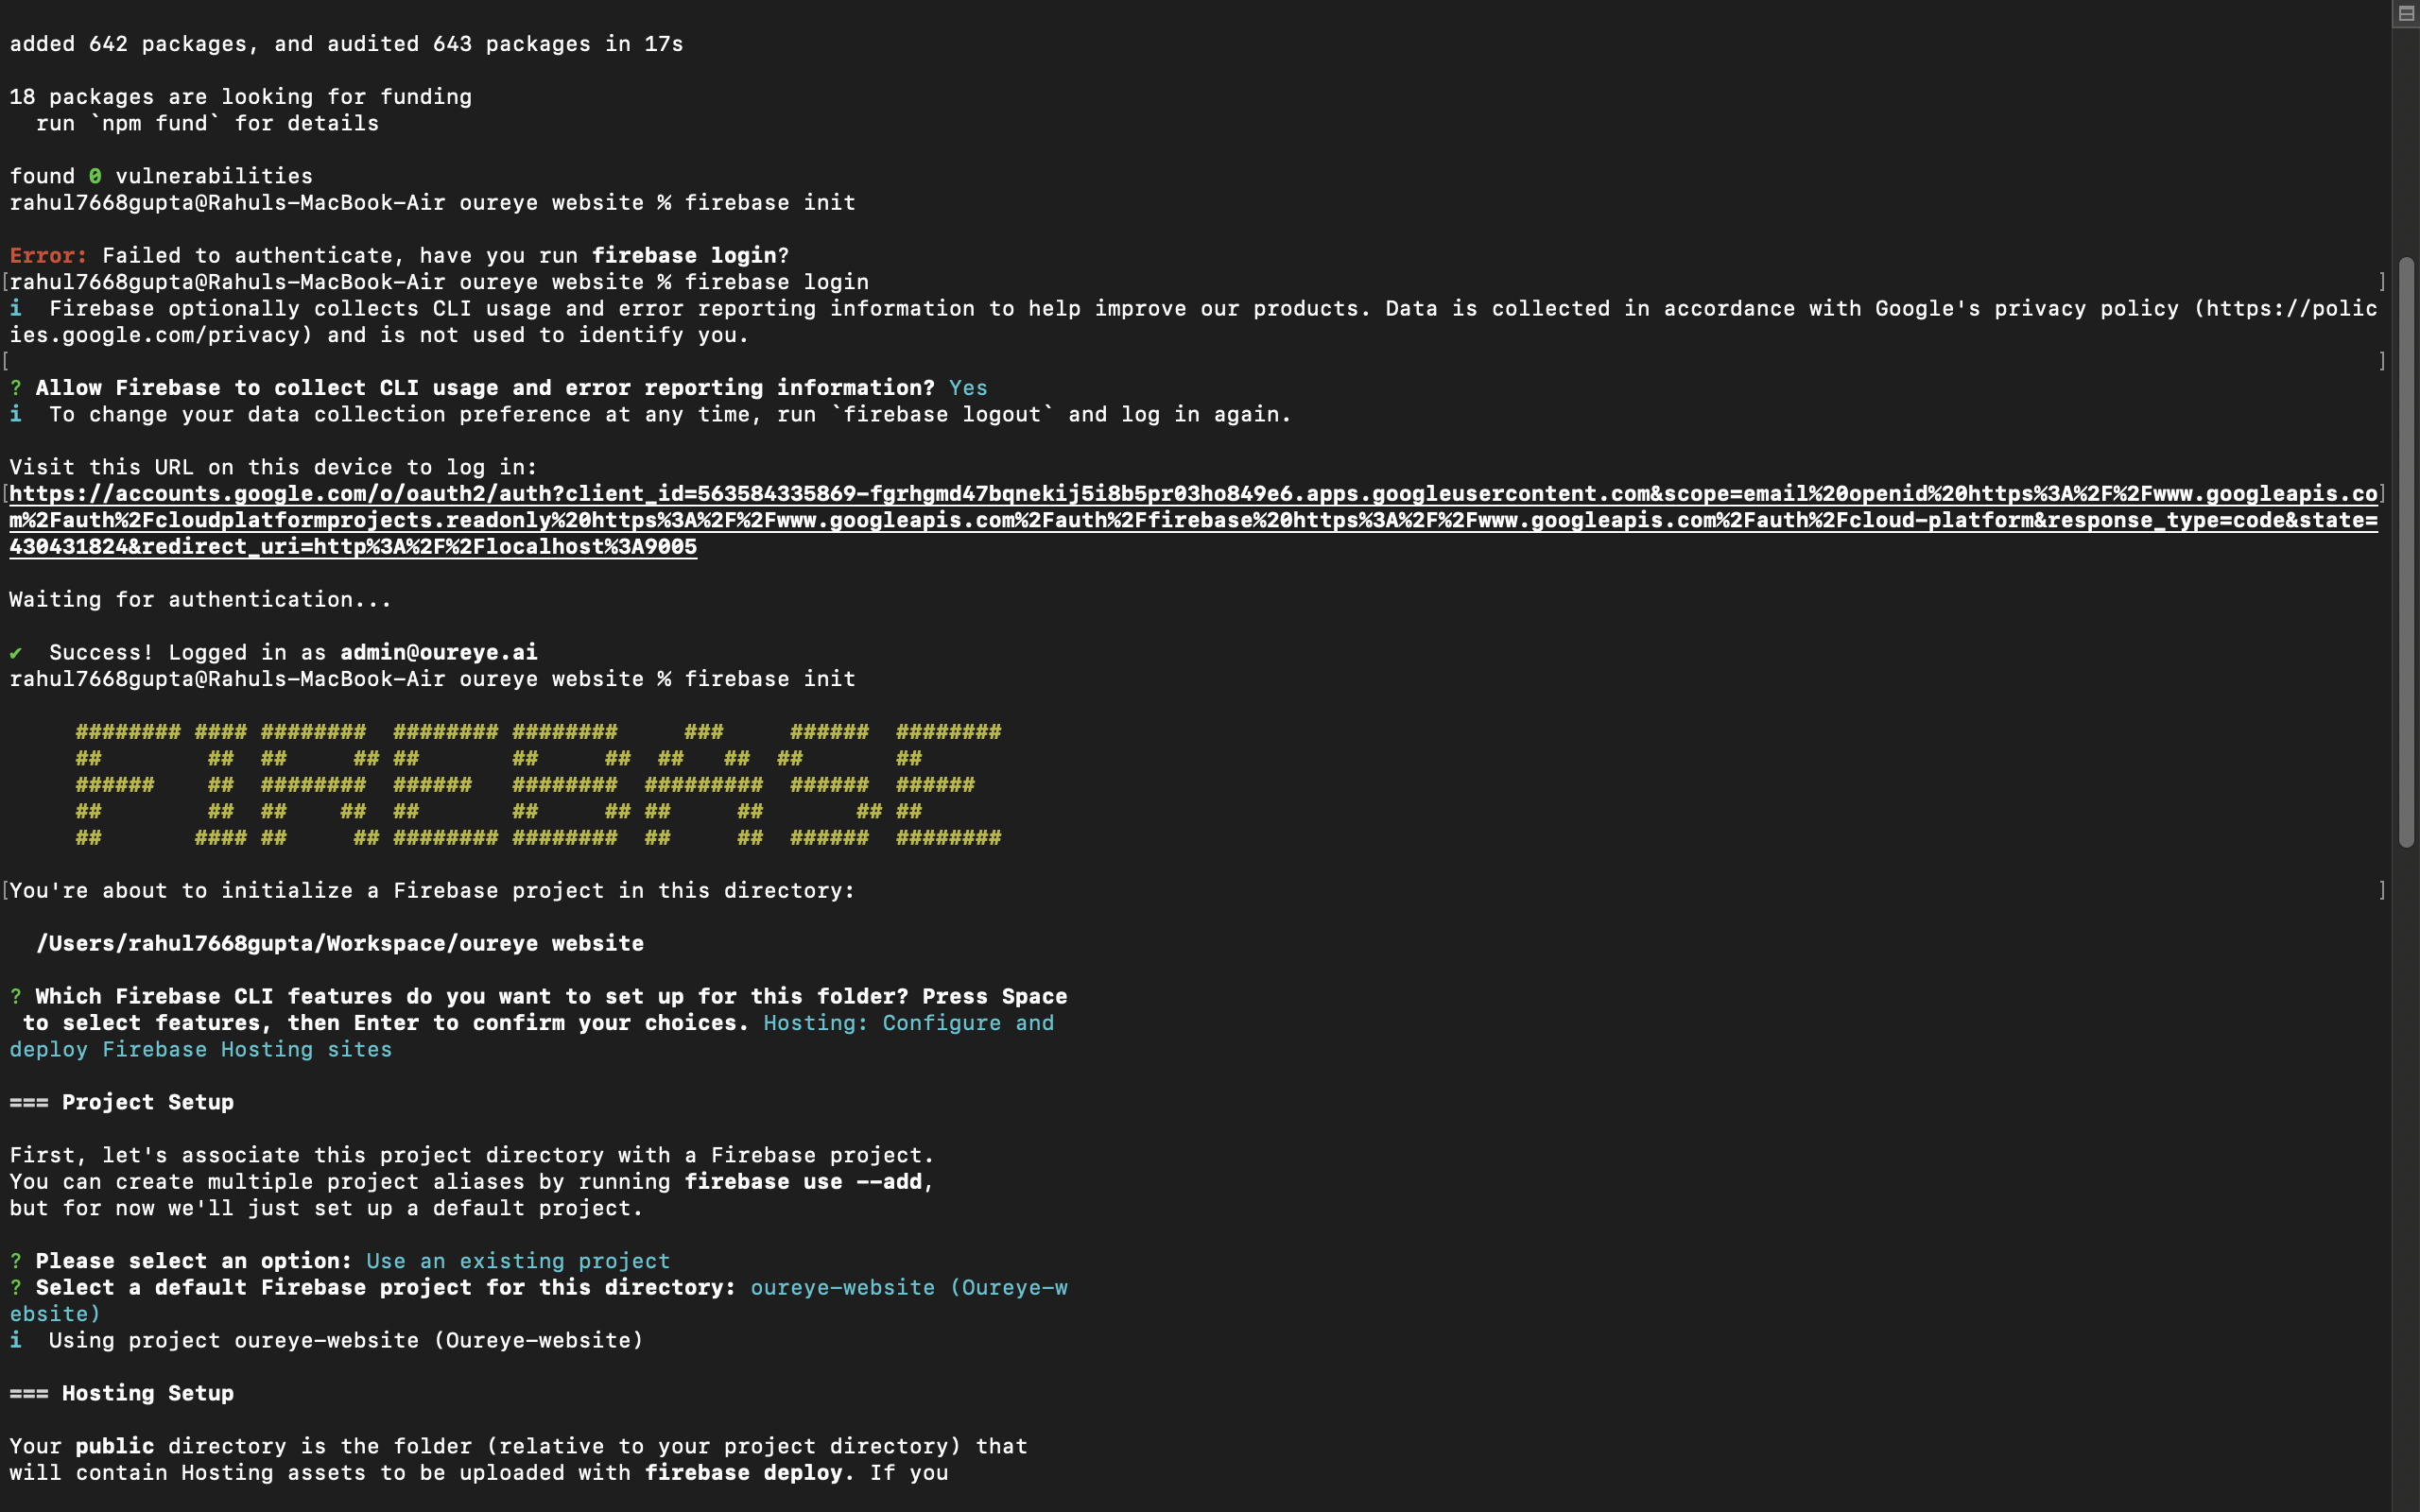 added 642 packages, and audited 643 packages in 17s
18 packages are looking for funding
  run `npm fund` for details
found 0 vulnerabilities
rahul7668gupta@Rahuls-MacBook-Air oureye website % firebase init
Error: Failed to authenticate, have you run firebase login?
[rahul7668gupta@Rahuls-MacBook-Air oureye website % firebase login ]
i  Firebase optionally collects CLI usage and error reporting information to help improve our products. Data is collected in accordance with Google's privacy policy (https://polic
ies.google.com/privacy) and is not used to identify you.
[ ]
? Allow Firebase to collect CLI usage and error reporting information? Yes
i  To change your data collection preference at any time, run `firebase logout` and log in again.
Visit this URL on this device to log in:
[https://accounts.google.com/o/oauth2/auth?client_id=563584335869-fgrhgmd47bqnekij5i8b5pr03ho849e6.apps.googleusercontent.com&scope=email%20openid%20https%3A%2F%2Fwww.googleapis.co]
m%2Fauth%2Fcloudplatformprojects.readonly%20https%3A%2F%2Fwww.googleapis.com%2Fauth%2Ffirebase%20https%3A%2F%2Fwww.googleapis.com%2Fauth%2Fcloud-platform&response_type=code&state=
430431824&redirect_uri=http%3A%2F%2Flocalhost%3A9005
Waiting for authentication...
✔  Success! Logged in as admin@oureye.ai
rahul7668gupta@Rahuls-MacBook-Air oureye website % firebase init
     ######## #### ########  ######## ########     ###     ######  ########
     ##        ##  ##     ## ##       ##     ##  ##   ##  ##       ##
     ######    ##  ########  ######   ########  #########  ######  ######
     ##        ##  ##    ##  ##       ##     ## ##     ##       ## ##
     ##       #### ##     ## ######## ########  ##     ##  ######  ########
[You're about to initialize a Firebase project in this directory: ]
  /Users/rahul7668gupta/Workspace/oureye website
? Which Firebase CLI features do you want to set up for this folder? Press Space
 to select features, then Enter to confirm your choices. Hosting: Configure and
deploy Firebase Hosting sites
=== Project Setup
First, let's associate this project directory with a Firebase project.
You can create multiple project aliases by running firebase use --add,
but for now we'll just set up a default project.
? Please select an option: Use an existing project
? Select a default Firebase project for this directory: oureye-website (Oureye-w
ebsite)
i  Using project oureye-website (Oureye-website)
=== Hosting Setup
Your public directory is the folder (relative to your project directory) that
will contain Hosting assets to be uploaded with firebase deploy. If you